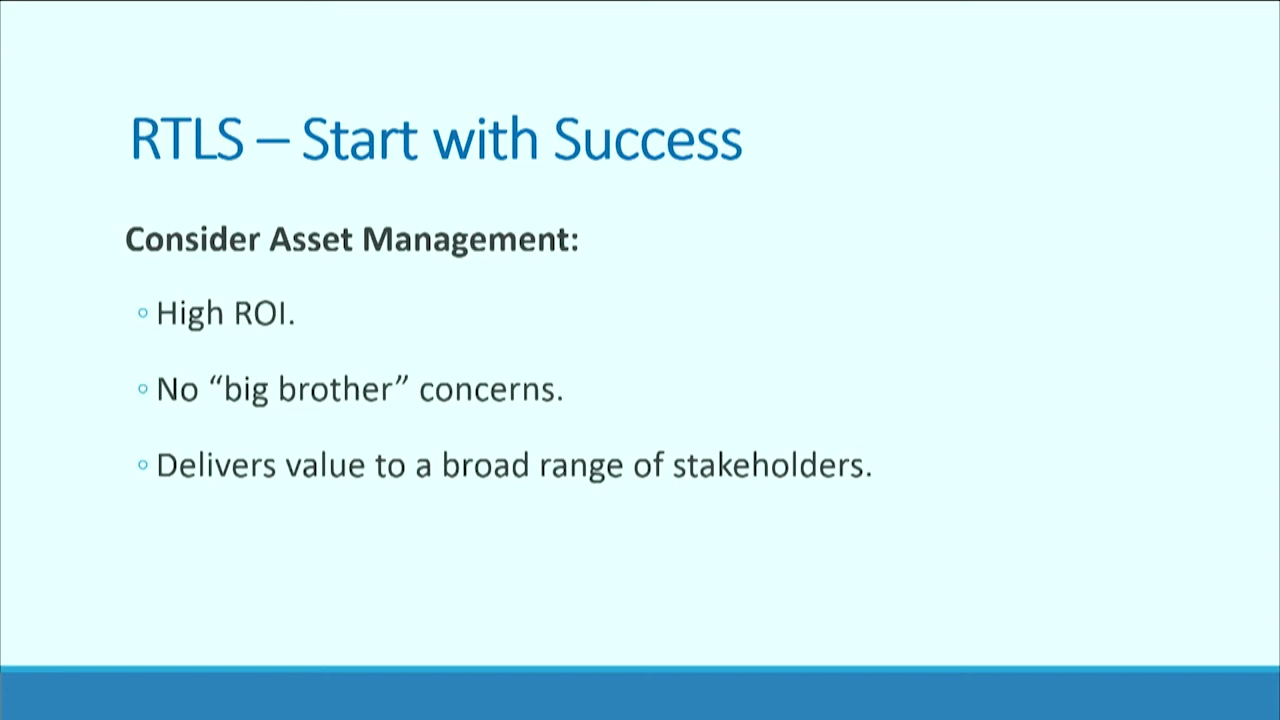 RTLS – Start with Success
Consider Asset Management:
◦ High ROI.
◦ No “big brother” concerns.
◦ Delivers value to a broad range of stakeholders.